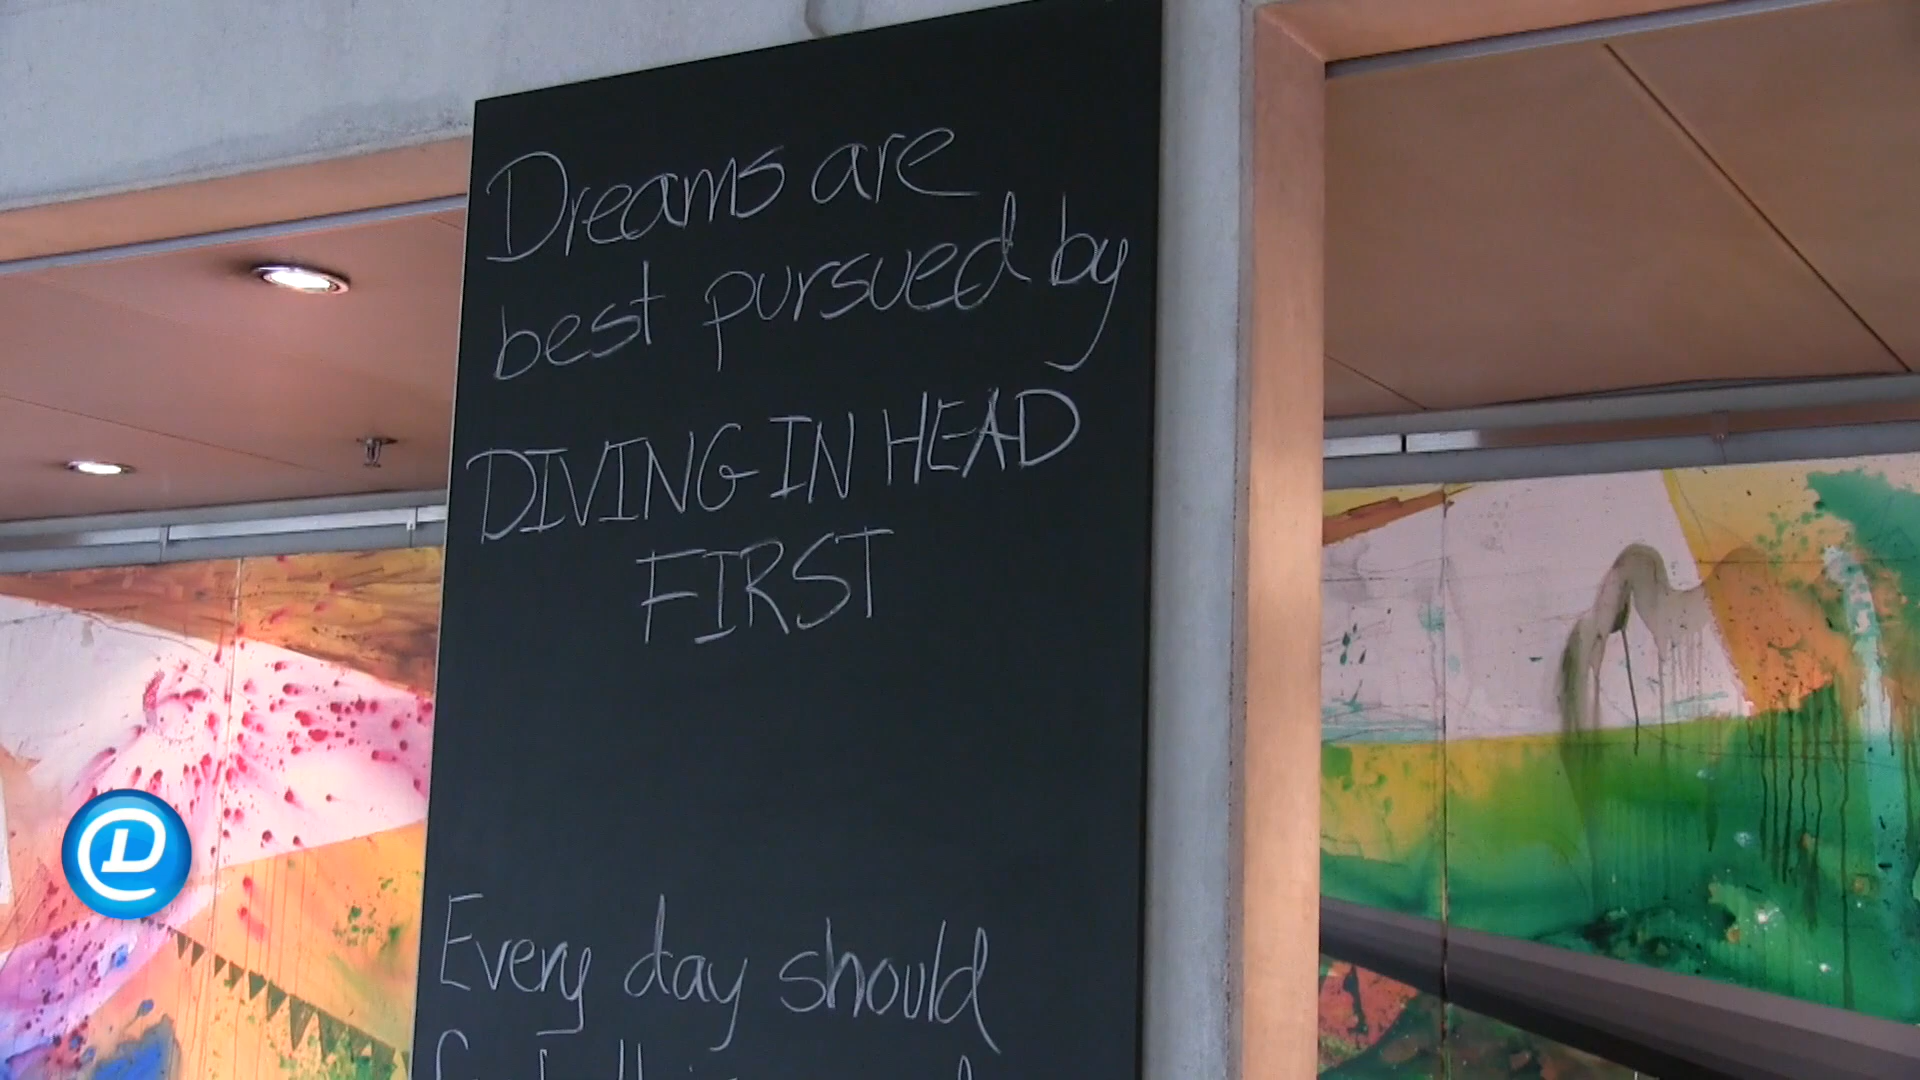 Dreams are
best pursued by
DIVING IN HEAD
FIRST
Every day should